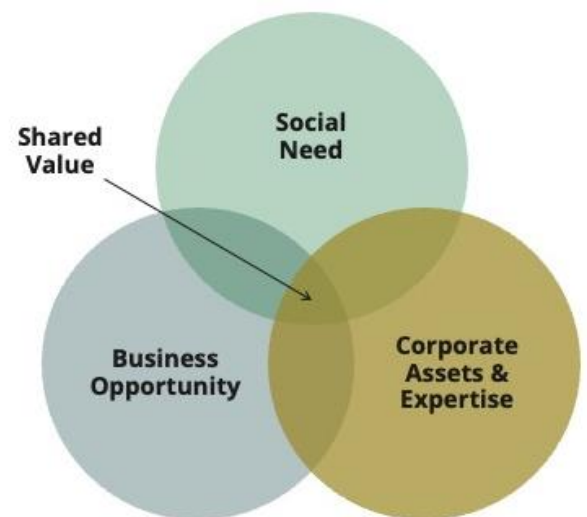 Social
Need
Shared
Value
Business
Opportunity
Corporate
Assets &
Expertise